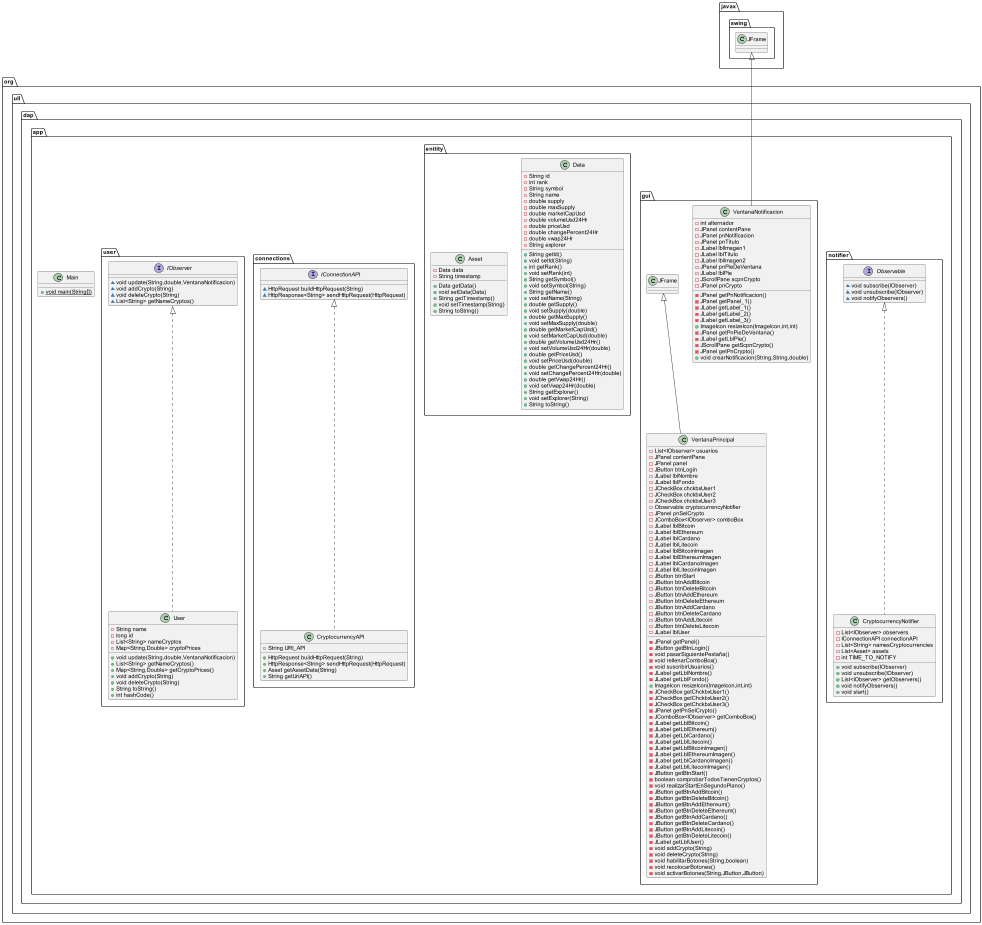 javax
swing
JFrame
org
ull
dap
app
Main
void main(String[])
user
IObserver
void update(String,double,VentanaNotificacion)
void addCrypto(String)
void deleteCrypto(String)
List<String> getNameCryptos()
User
String name
long id
List<String> nameCryptos
Map<String,Double> cryptoPrices
void update(String,double,VentanaNotificacion)
List<String> getNameCryptos()
Map<String,Double> getCryptoPrices()
void addCrypto(String)
void deleteCrypto(String)
String toString()
int hashCode()
connections
IConnectionAPI
HttpRequest buildHttpRequest(String)
HttpResponse<String> sendHttpRequest(HttpRequest)
CryptocurrencyAPI
String URI_API
HttpRequest buildHttpRequest(String)
HttpResponse<String> sendHttpRequest(HttpRequest)
Asset getAssetData(String)
String getUriAPI()
enitity
Asset
Data data
String timestamp
Data getData()
void setData(Data)
String getTimestamp()
void setTimestamp(String)
String toString()
Data
String id
int rank
String symbol
String name
double supply
double maxSupply
double marketCapUsd
double volumeUsd24Hr
double priceUsd
double changePercent24Hr
double vwap24Hr
String explorer
String getId()
void setId(String)
int getRank()
void setRank(int)
String getSymbol()
void setSymbol(String)
String getName()
void setName(String)
double getSupply()
void setSupply(double)
double getMaxSupply()
void setMaxSupply(double)
double getMarketCapUsd()
void setMarketCapUsd(double)
double getVolumeUsd24Hr()
void setVolumeUsd24Hr(double)
double getPriceUsd()
void setPriceUsd(double)
double getChangePercent24Hr()
void setChangePercent24Hr(double)
double getVwap24Hr()
void setVwap24Hr(double)
String getExplorer()
void setExplorer(String)
String toString()
gui
JFrame
VentanaNotificacion
int alternador
JPanel contentPane
JPanel pnNotificacion
JPanel pnTitulo
JLabel lblImagen1
JLabel lblTitulo
JLabel lblImagen2
JPanel pnPieDeVentana
JLabel lblPie
JScrollPane scpnCrypto
JPanel pnCrypto
JPanel getPnNotificacion()
JPanel getPanel_1()
JLabel getLabel_1()
JLabel getLabel_2()
JLabel getLabel_3()
ImageIcon resizeIcon(ImageIcon,int,int)
JPanel getPnPieDeVentana()
JLabel getLblPie()
JScrollPane getScpnCrypto()
JPanel getPnCrypto()
void crearNotificacion(String,String,double)
VentanaPrincipal
List<IObserver> usuarios
JPanel contentPane
JPanel panel
JButton btnLogin
JLabel lblNombre
JLabel lblFondo
JCheckBox chckbxUser1
JCheckBox chckbxUser2
JCheckBox chckbxUser3
Observable cryptocurrencyNotifier
JPanel pnSelCrypto
JComboBox<IObserver> comboBox
JLabel lblBitcoin
JLabel lblEthereum
JLabel lblCardano
JLabel lblLitecoin
JLabel lblBitcoinImagen
JLabel lblEthereumImagen
JLabel lblCardanoImagen
JLabel lblLitecoinImagen
JButton btnStart
JButton btnAddBitcoin
JButton btnDeleteBitcoin
JButton btnAddEthereum
JButton btnDeleteEthereum
JButton btnAddCardano
JButton btnDeleteCardano
JButton btnAddLitecoin
JButton btnDeleteLitecoin
JLabel lblUser
JPanel getPanel()
JButton getBtnLogin()
void pasarSiguientePestaña()
void rellenarComboBox()
void suscribirUsuarios()
JLabel getLblNombre()
JLabel getLblFondo()
ImageIcon resizeIcon(ImageIcon,int,int)
JCheckBox getChckbxUser1()
JCheckBox getChckbxUser2()
JCheckBox getChckbxUser3()
JPanel getPnSelCrypto()
JComboBox<IObserver> getComboBox()
JLabel getLblBitcoin()
JLabel getLblEthereum()
JLabel getLblCardano()
JLabel getLblLitecoin()
JLabel getLblBitcoinImagen()
JLabel getLblEthereumImagen()
JLabel getLblCardanoImagen()
JLabel getLblLitecoinImagen()
JButton getBtnStart()
boolean comprobarTodosTienenCryptos()
void realizarStartEnSegundoPlano()
JButton getBtnAddBitcoin()
JButton getBtnDeleteBitcoin()
JButton getBtnAddEthereum()
JButton getBtnDeleteEthereum()
JButton getBtnAddCardano()
JButton getBtnDeleteCardano()
JButton getBtnAddLitecoin()
JButton getBtnDeleteLitecoin()
JLabel getLblUser()
void addCrypto(String)
void deleteCrypto(String)
void habilitarBotones(String,boolean)
void recolocarBotones()
void activarBotones(String,JButton,JButton)
notifier
Observable
void subscribe(IObserver)
void unsubscribe(IObserver)
void notifyObservers()
CryptocurrencyNotifier
List<IObserver> observers
IConnectionAPI connectionAPI
List<String> namesCryptocurrencies
List<Asset> assets
int TIME_TO_NOTIFY
void subscribe(IObserver)
void unsubscribe(IObserver)
List<IObserver> getObservers()
void notifyObservers()
void start()